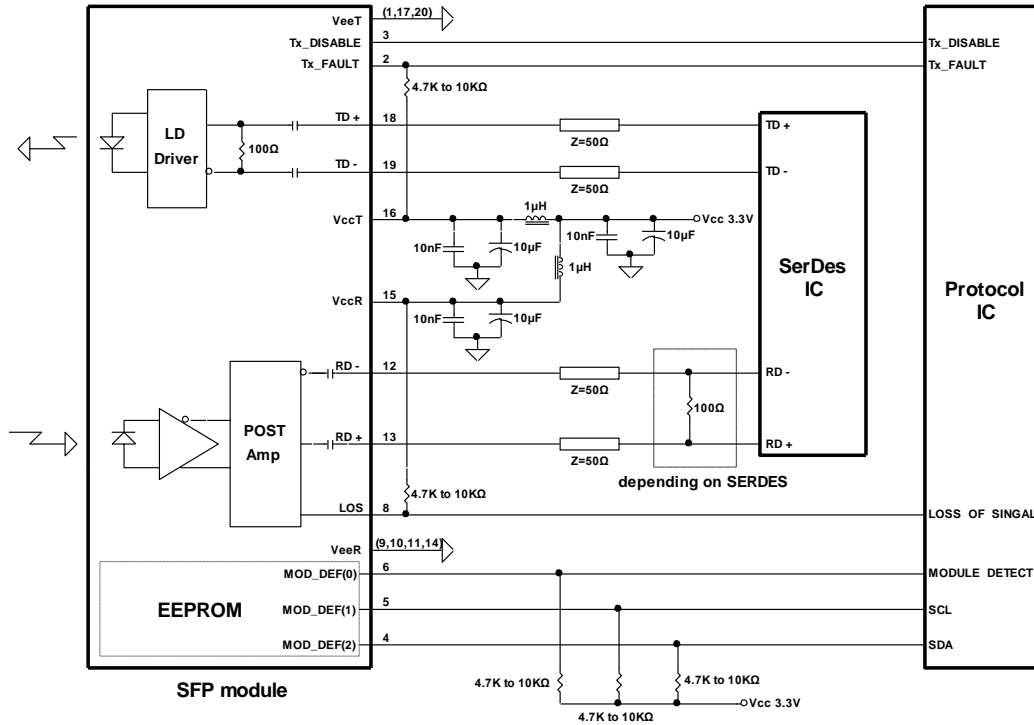 VeeT (1,17,20)
Tx_DISABLE 3 Tx_DISABLE
Tx_FAULT 2 Tx_FAULT
4.7K to 10KΩ
LD
Driver
100Ω
TD + 18 TD +
Z=50Ω
TD - 19 TD -
Z=50Ω
1µH
VccT 16 Vcc 3.3V
10nF 10µF 10nF 10µF
1µH
SerDes
IC
Protocol
IC
VccR 15
10nF 10µF
RD - 12 RD -
Z=50Ω
100Ω
POST
Amp
RD + 13 RD +
Z=50Ω
depending on SERDES
4.7K to 10KΩ
LOS 8 LOSS OF SINGAL
VeeR (9,10,11,14)
MOD_DEF(0) 6 MODULE DETECT
EEPROM
MOD_DEF(1) 5 SCL
MOD_DEF(2) 4 SDA
SFP module
4.7K to 10KΩ 4.7K to 10KΩ
4.7K to 10KΩ
Vcc 3.3V